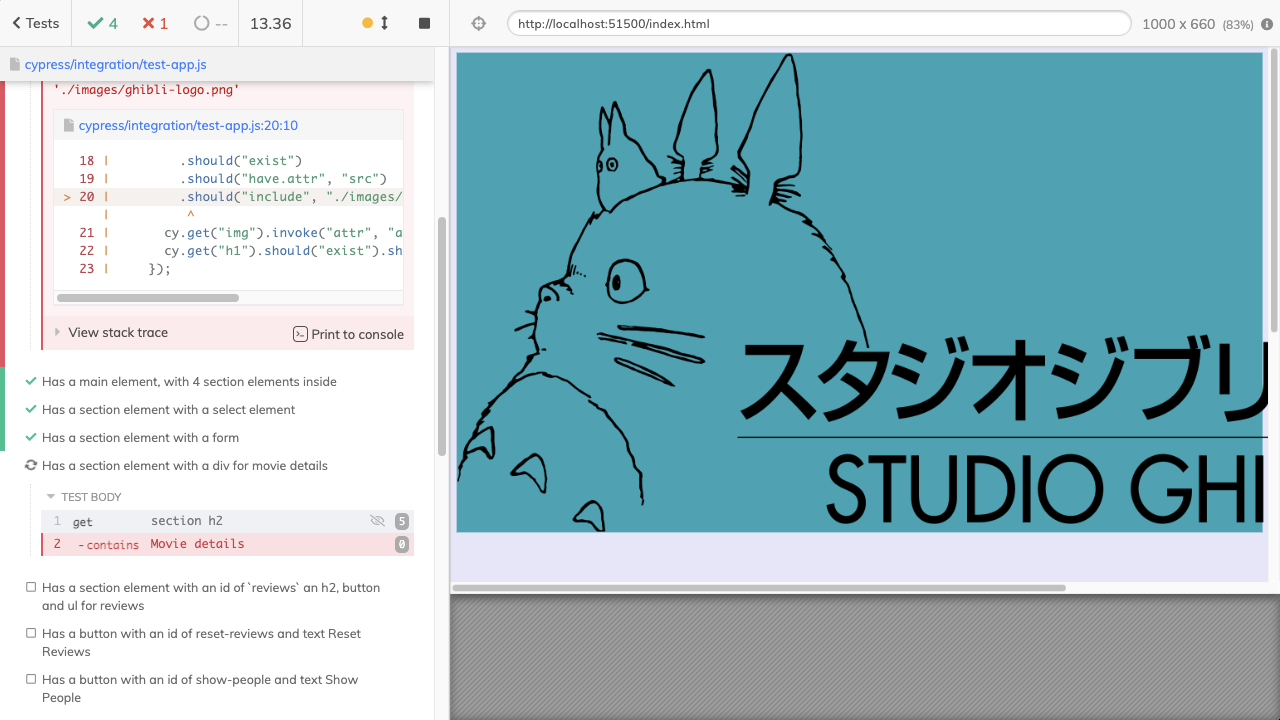 Tests
4
1
--
13.36
http://localhost:51500/index.html
1000 x 660 (83%)
cypress/integration/test-app.js
'./images/ghibli-logo.png'
cypress/integration/test-app.js:20:10
18 | .should("exist")
19 | .should("have.attr", "src")
> 20 | .should("include", "./images/
| ^
21 | cy.get("img").invoke("attr", "a
22 | cy.get("h1").should("exist").sh
23 | });
View stack trace
Print to console
Has a main element, with 4 section elements inside
Has a section element with a select element
Has a section element with a form
Has a section element with a div for movie details
TEST BODY
1 get section h2 5
2 -contains Movie details 0
Has a section element with an id of `reviews` an h2, button
and ul for reviews
Has a button with an id of reset-reviews and text Reset
Reviews
Has a button with an id of show-people and text Show
People
スタジオジブリ
STUDIO GHI